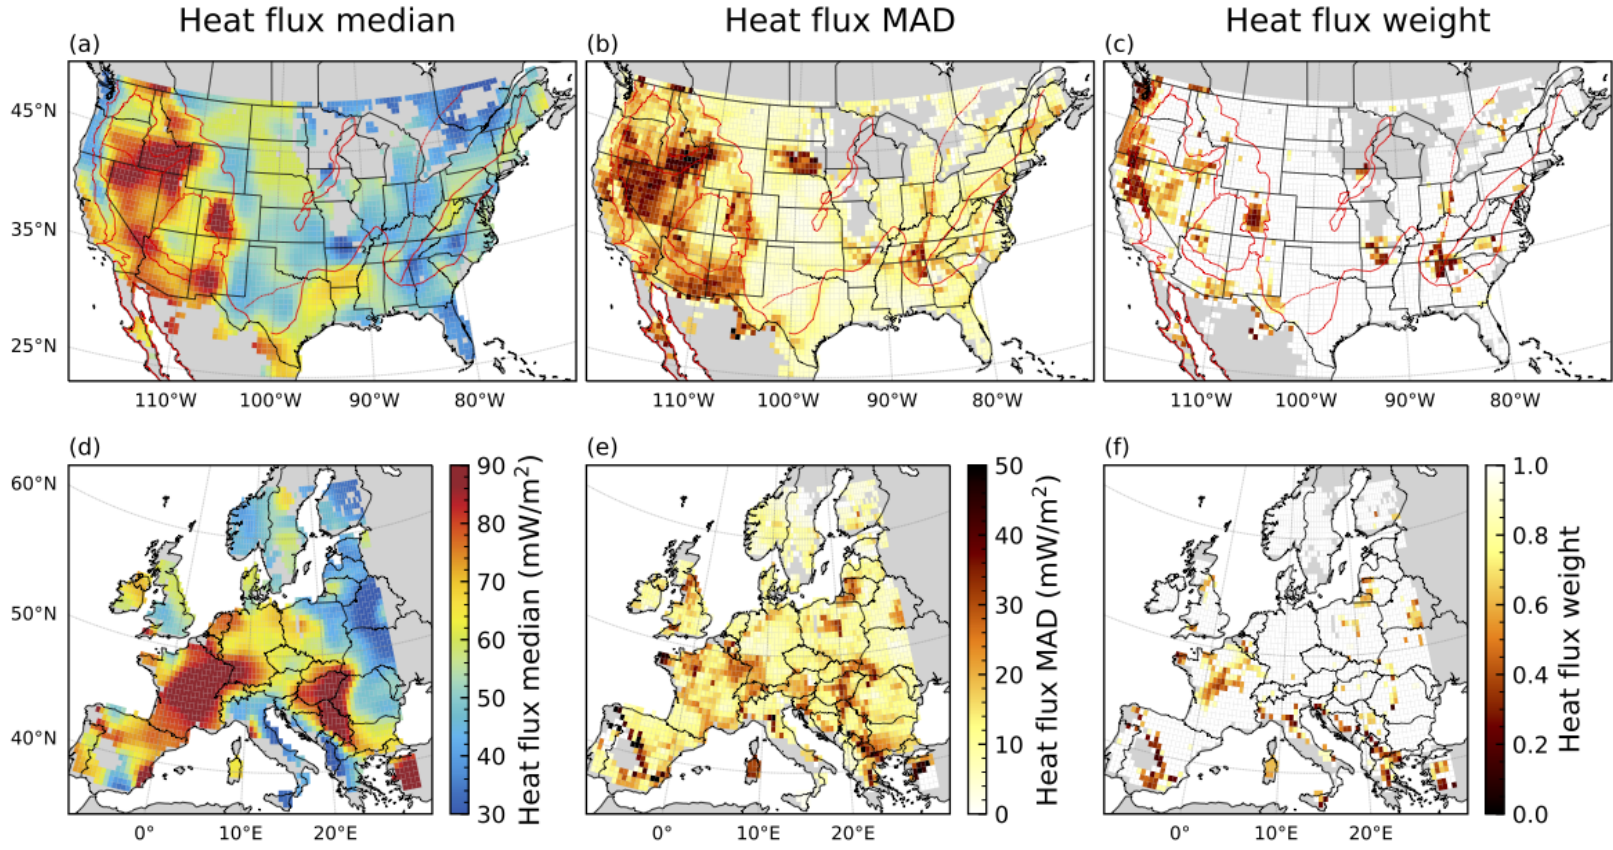 Heat flux median
Heat flux MAD
Heat flux weight
(a)
(b)
(c)
45°N
35°N
25°N
110°W 100°W 90°W 80°W
110°W 100°W 90°W 80°W
110°W 100°W 90°W 80°W
(d)
(e)
(f)
60°N
50°N
40°N
0° 10°E 20°E
90
80
70
60
50
40
30
Heat flux median (mW/m²)
0° 10°E 20°E
50
40
30
20
10
0
Heat flux MAD (mW/m²)
0° 10°E 20°E
1.0
0.8
0.6
0.4
0.2
0.0
Heat flux weight